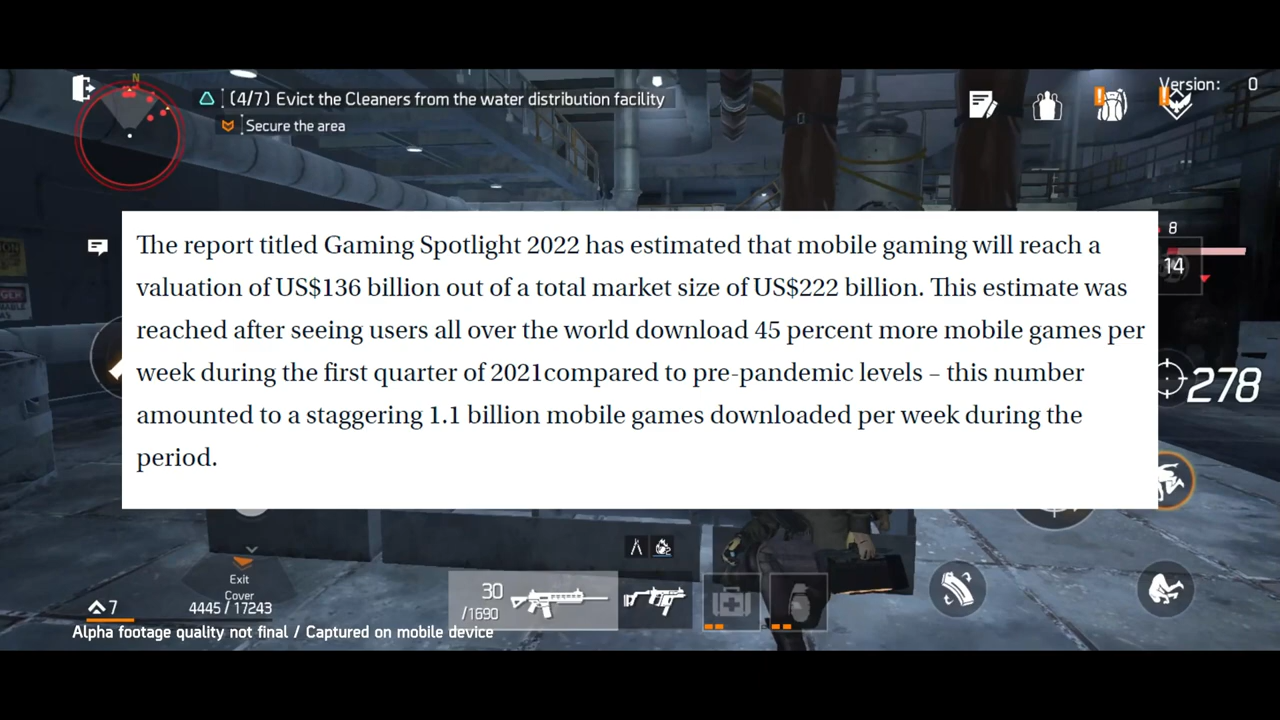 N
(4/7) Evict the Cleaners from the water distribution facility
Secure the area
Version: 0
The report titled Gaming Spotlight 2022 has estimated that mobile gaming will reach a
valuation of US$136 billion out of a total market size of US$222 billion. This estimate was
reached after seeing users all over the world download 45 percent more mobile games per
week during the first quarter of 2021compared to pre-pandemic levels – this number
amounted to a staggering 1.1 billion mobile games downloaded per week during the
period.
8
14
278
Exit
Cover
7
4445 / 17243
30
/1690
Alpha footage quality not final / Captured on mobile device